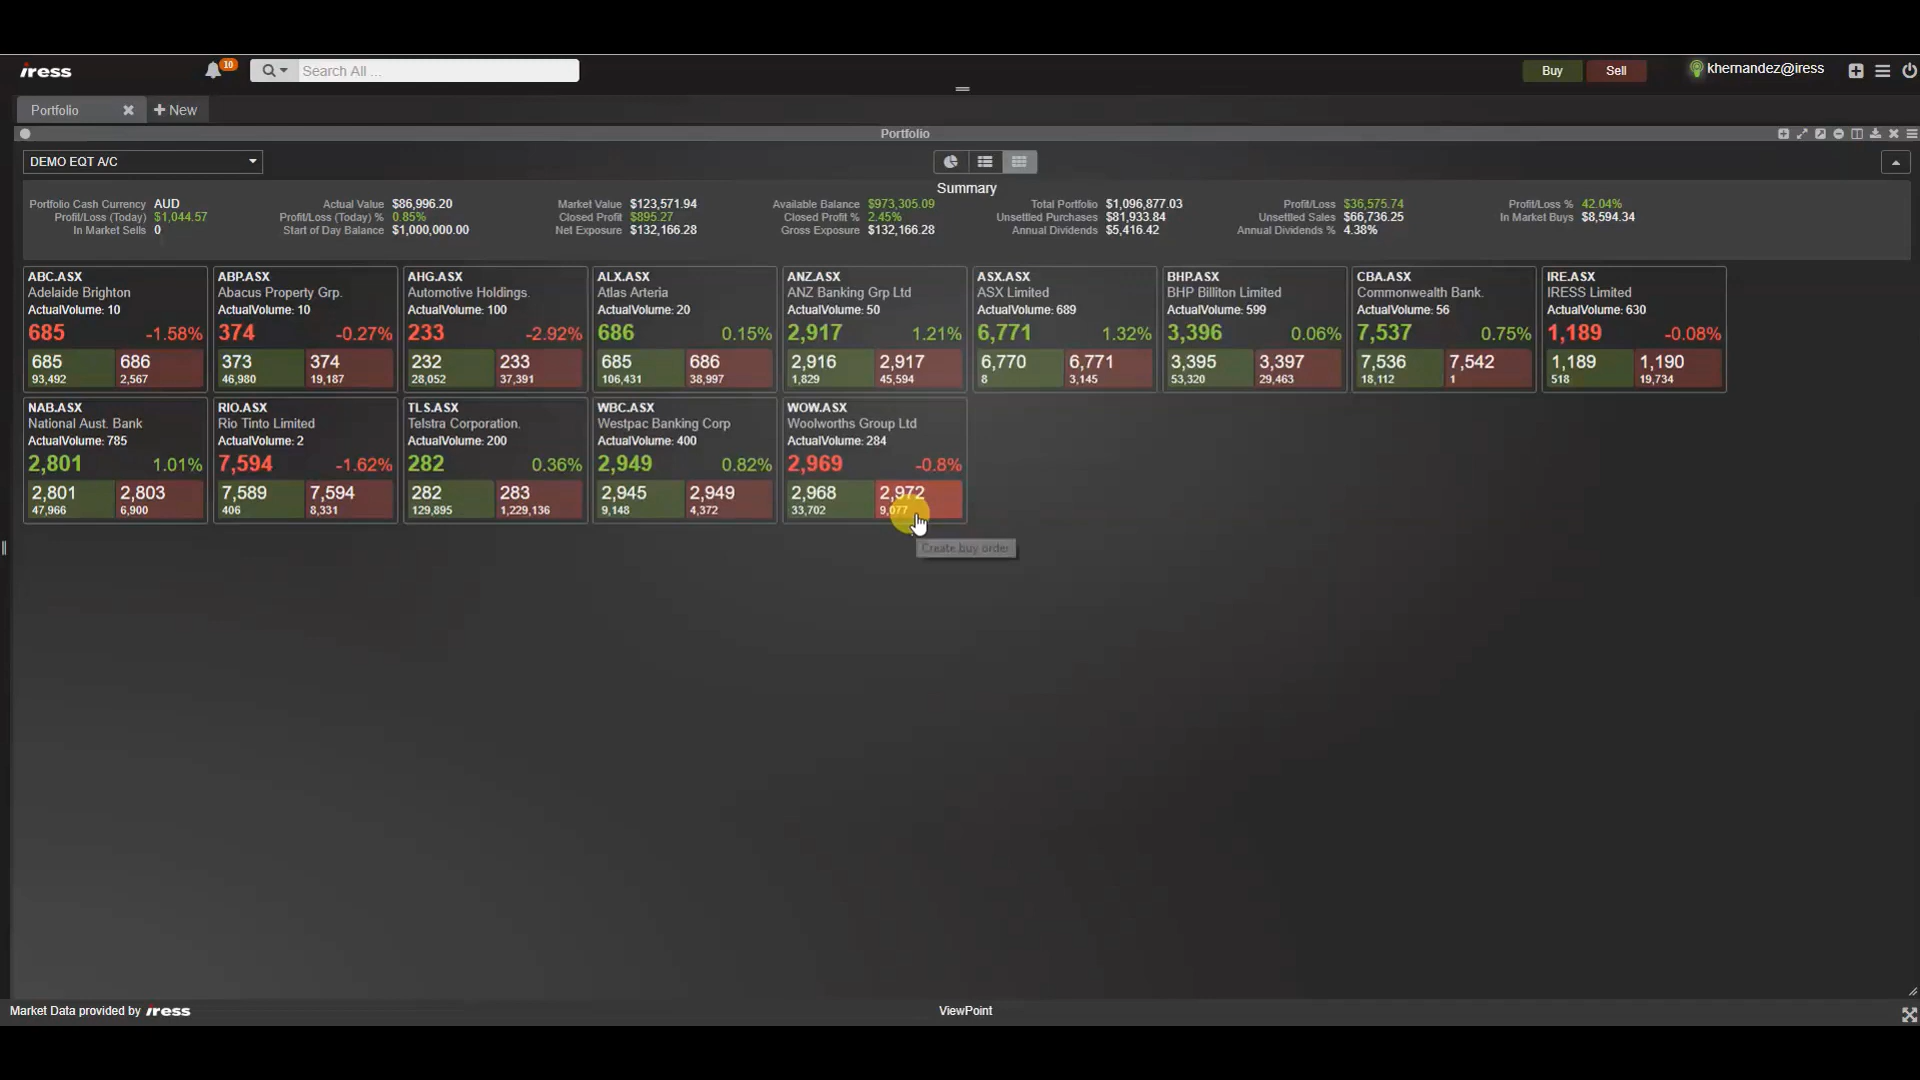 iress
10
Search All ...
Buy
Sell
khernandez@iress
Portfolio
New
Portfolio
DEMO EQT A/C
Summary
Portfolio Cash Currency AUD Actual Value $86,996.20 Market Value $123,571.94 Available Balance $973,305.09 Total Portfolio $1,096,877.03 Profit/Loss $36,575.74 Profit/Loss % 42.04%
Profit/Loss (Today) $1,044.57 Profit/Loss (Today) % 0.85% Closed Profit $895.27 Closed Profit % 2.45% Unsettled Purchases $81,933.84 Unsettled Sales $66,736.25 In Market Buys $8,594.34
In Market Sells 0 Start of Day Balance $1,000,000.00 Net Exposure $132,166.28 Gross Exposure $132,166.28 Annual Dividends $5,416.42 Annual Dividends % 4.38%
ABC.ASX
Adelaide Brighton
ActualVolume: 10
685 -1.58%
685 686
93,492 2,567
ABP.ASX
Abacus Property Grp.
ActualVolume: 10
374 -0.27%
373 374
46,980 19,187
AHG.ASX
Automotive Holdings.
ActualVolume: 100
233 -2.92%
232 233
28,052 37,391
ALX.ASX
Atlas Arteria
ActualVolume: 20
686 0.15%
685 686
106,431 38,997
ANZ.ASX
ANZ Banking Grp Ltd
ActualVolume: 50
2,917 1.21%
2,916 2,917
1,829 45,594
ASX.ASX
ASX Limited
ActualVolume: 689
6,771 1.32%
6,770 6,771
8 3,145
BHP.ASX
BHP Billiton Limited
ActualVolume: 599
3,396 0.06%
3,395 3,397
53,320 29,463
CBA.ASX
Commonwealth Bank.
ActualVolume: 56
7,537 0.75%
7,536 7,542
18,112 1
IRE.ASX
IRESS Limited
ActualVolume: 630
1,189 -0.08%
1,189 1,190
518 19,734
NAB.ASX
National Aust. Bank
ActualVolume: 785
2,801 1.01%
2,801 2,803
47,966 6,900
RIO.ASX
Rio Tinto Limited
ActualVolume: 2
7,594 -1.62%
7,589 7,594
406 8,331
TLS.ASX
Telstra Corporation.
ActualVolume: 200
282 0.36%
282 283
129,895 1,229,136
WBC.ASX
Westpac Banking Corp
ActualVolume: 400
2,949 0.82%
2,945 2,949
9,148 4,372
WOW.ASX
Woolworths Group Ltd
ActualVolume: 284
2,969 -0.8%
2,968 2,972
33,702 9,077
Create buy order
Market Data provided by iress
ViewPoint